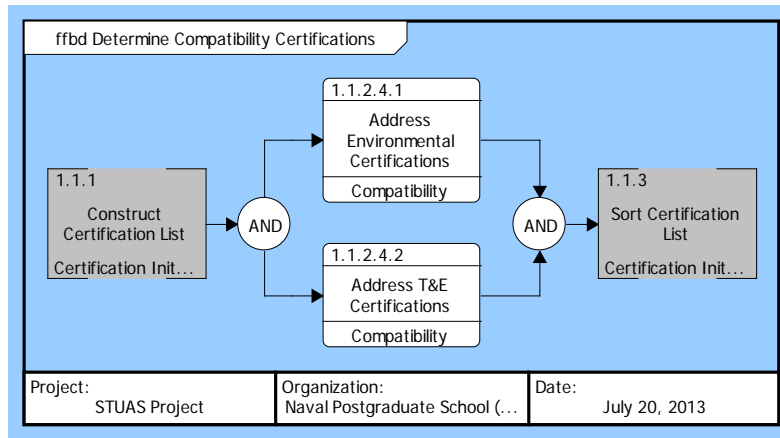 ffbd Determine Compatibility Certifications
1.1.2.4.1
Address
Environmental
Certifications
Compatibility
1.1.1
Construct
Certification List
Certification Init...
AND
AND
1.1.3
Sort Certification
List
Certification Init...
1.1.2.4.2
Address T&E
Certifications
Compatibility
Project:
STUAS Project
Organization:
Naval Postgraduate School (...
Date:
July 20, 2013